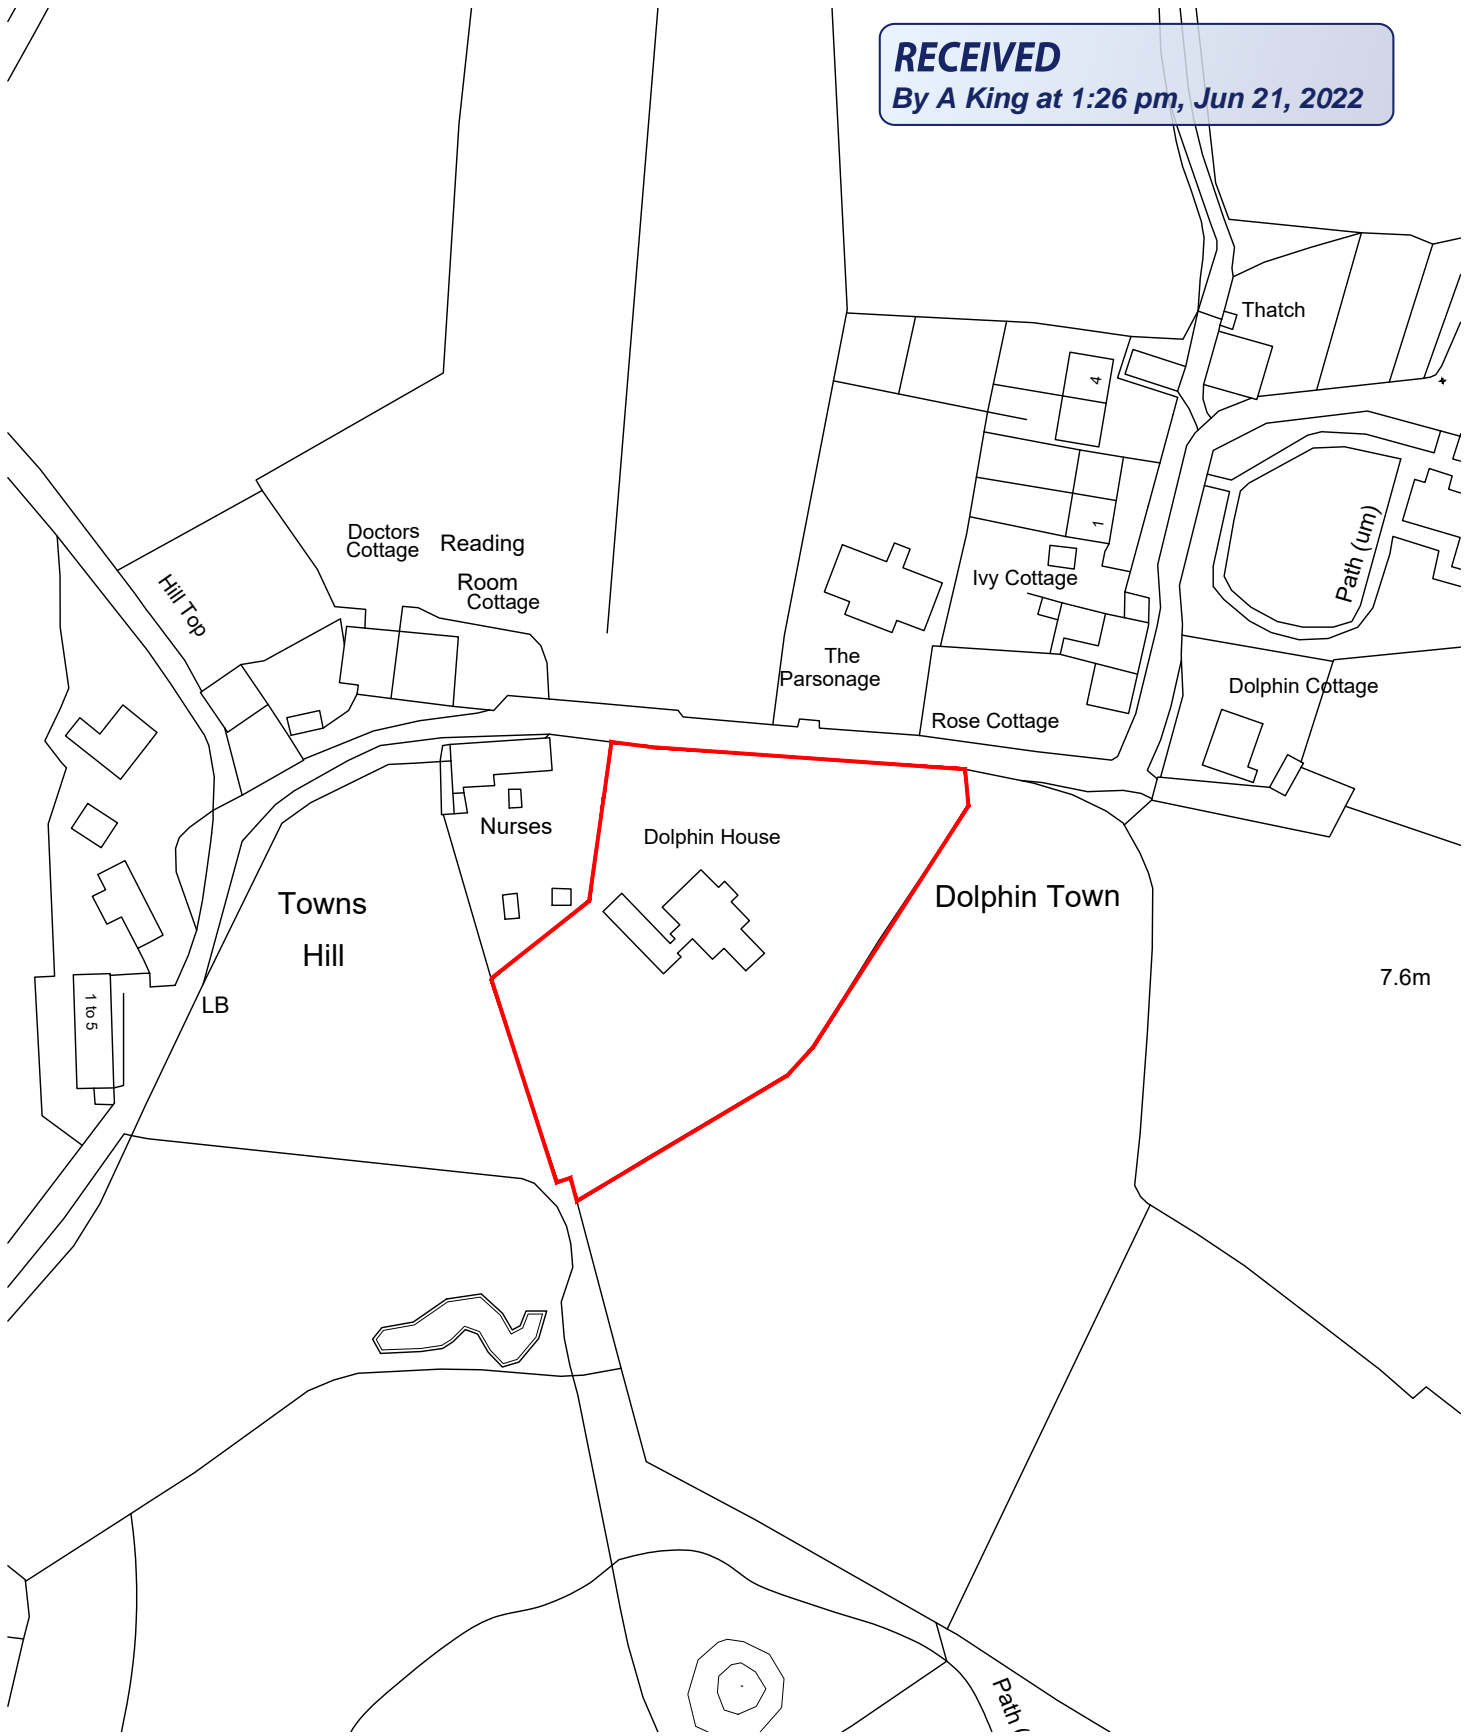 RECEIVED
By A King at 1:26 pm, Jun 21, 2022
Thatch
4
Doctors
Cottage
Reading
Room
Cottage
Hill Top
1
Ivy Cottage
Path (um)
The
Parsonage
Rose Cottage
Dolphin Cottage
Nurses
Dolphin House
Towns
Hill
Dolphin Town
7.6m
LB
1 to 5
Path (